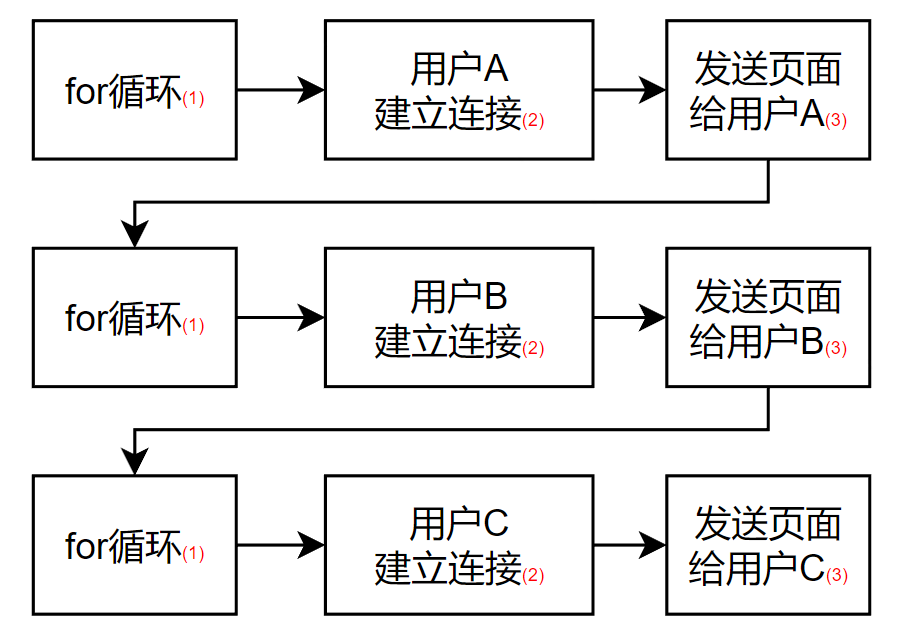 for循环(1)
用户A
建立连接(2)
发送页面
给用户A(3)
for循环(1)
用户B
建立连接(2)
发送页面
给用户B(3)
for循环(1)
用户C
建立连接(2)
发送页面
给用户C(3)